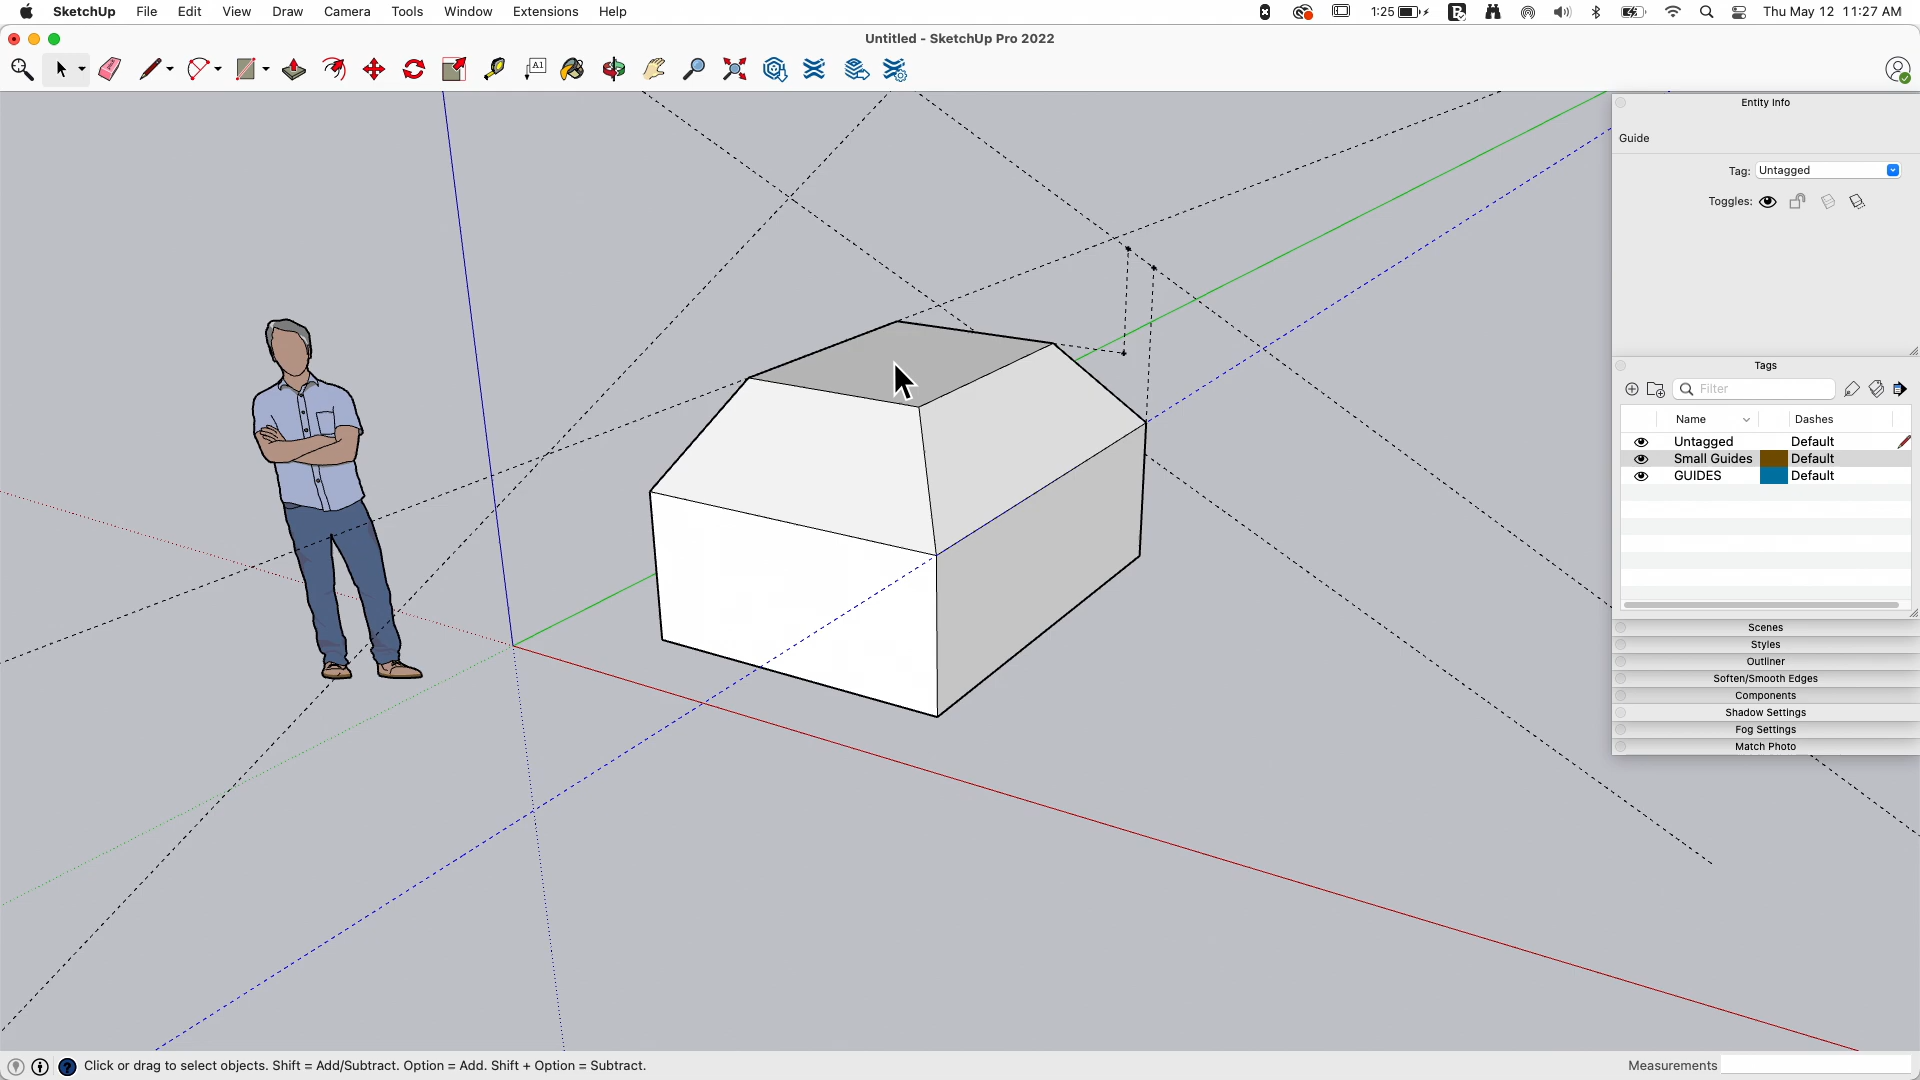 SketchUp File Edit View Draw Camera Tools Window Extensions Help 1:25 Thu May 12 11:27 AM
Untitled - SketchUp Pro 2022
A1
Entity Info
Guide
Tag: Untagged
Toggles:
Tags
Filter
Name Dashes
Untagged Default
Small Guides Default
GUIDES Default
Scenes
Styles
Outliner
Soften/Smooth Edges
Components
Shadow Settings
Fog Settings
Match Photo
Click or drag to select objects. Shift = Add/Subtract. Option = Add. Shift + Option = Subtract.
Measurements